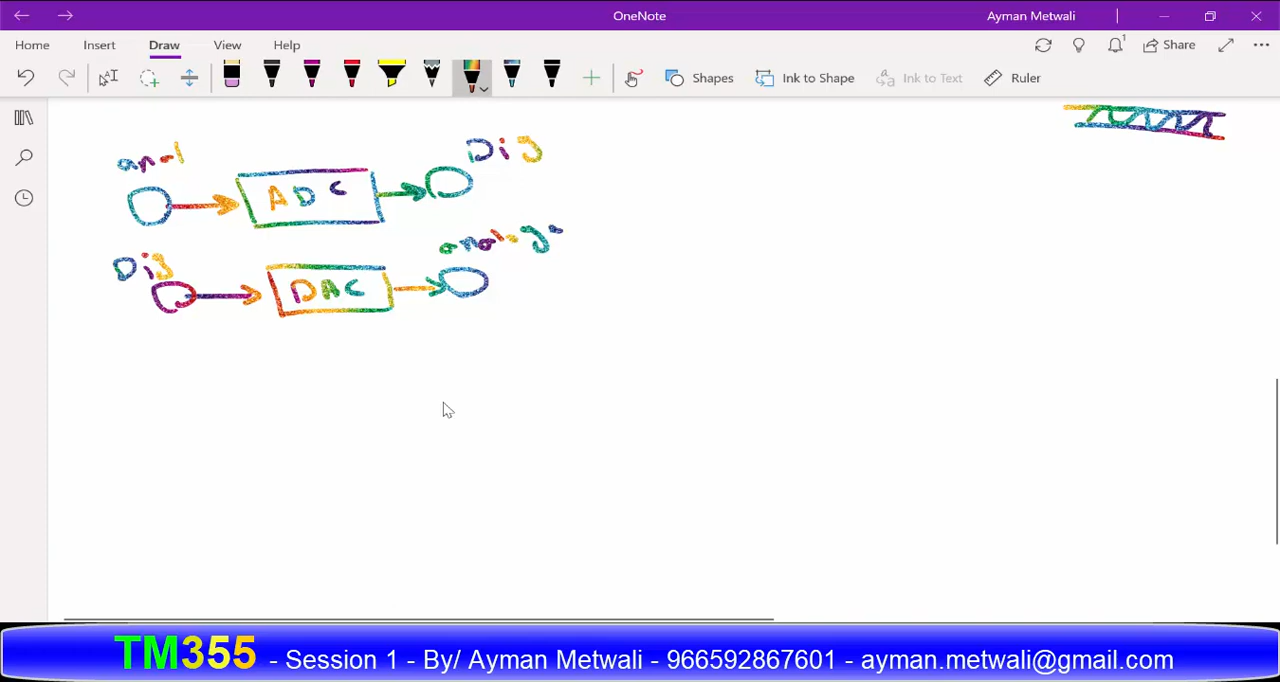 OneNote
Ayman Metwali
Home Insert Draw View Help
Share
Shapes
Ink to Shape
Ink to Text
Ruler
anal
Dig
ADC
Dig
DAC
TM355 - Session 1 - By/ Ayman Metwali - 966592867601 - ayman.metwali@gmail.com